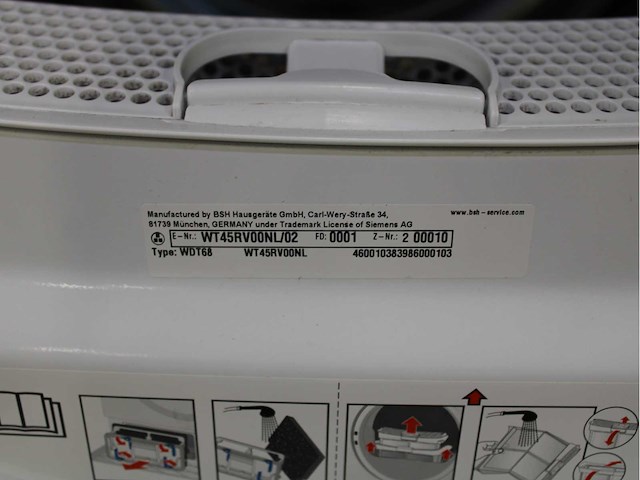 Manufactured by BSH Hausgeräte GmbH, Carl-Wery-Straße 34,
81739 München, GERMANY under Trademark License of Siemens AG
www.bsh-service.com
E-Nr.: WT45RV00NL/02 FD: 0001 Z-Nr.: 2 00010
Type: WDT68 WT45RV00NL 460010383986000103